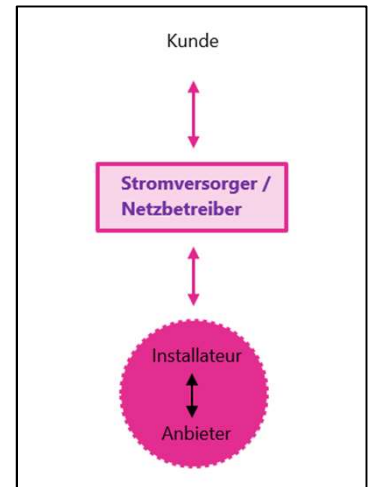 Kunde
Stromversorger /
Netzbetreiber
Installateur
Anbieter